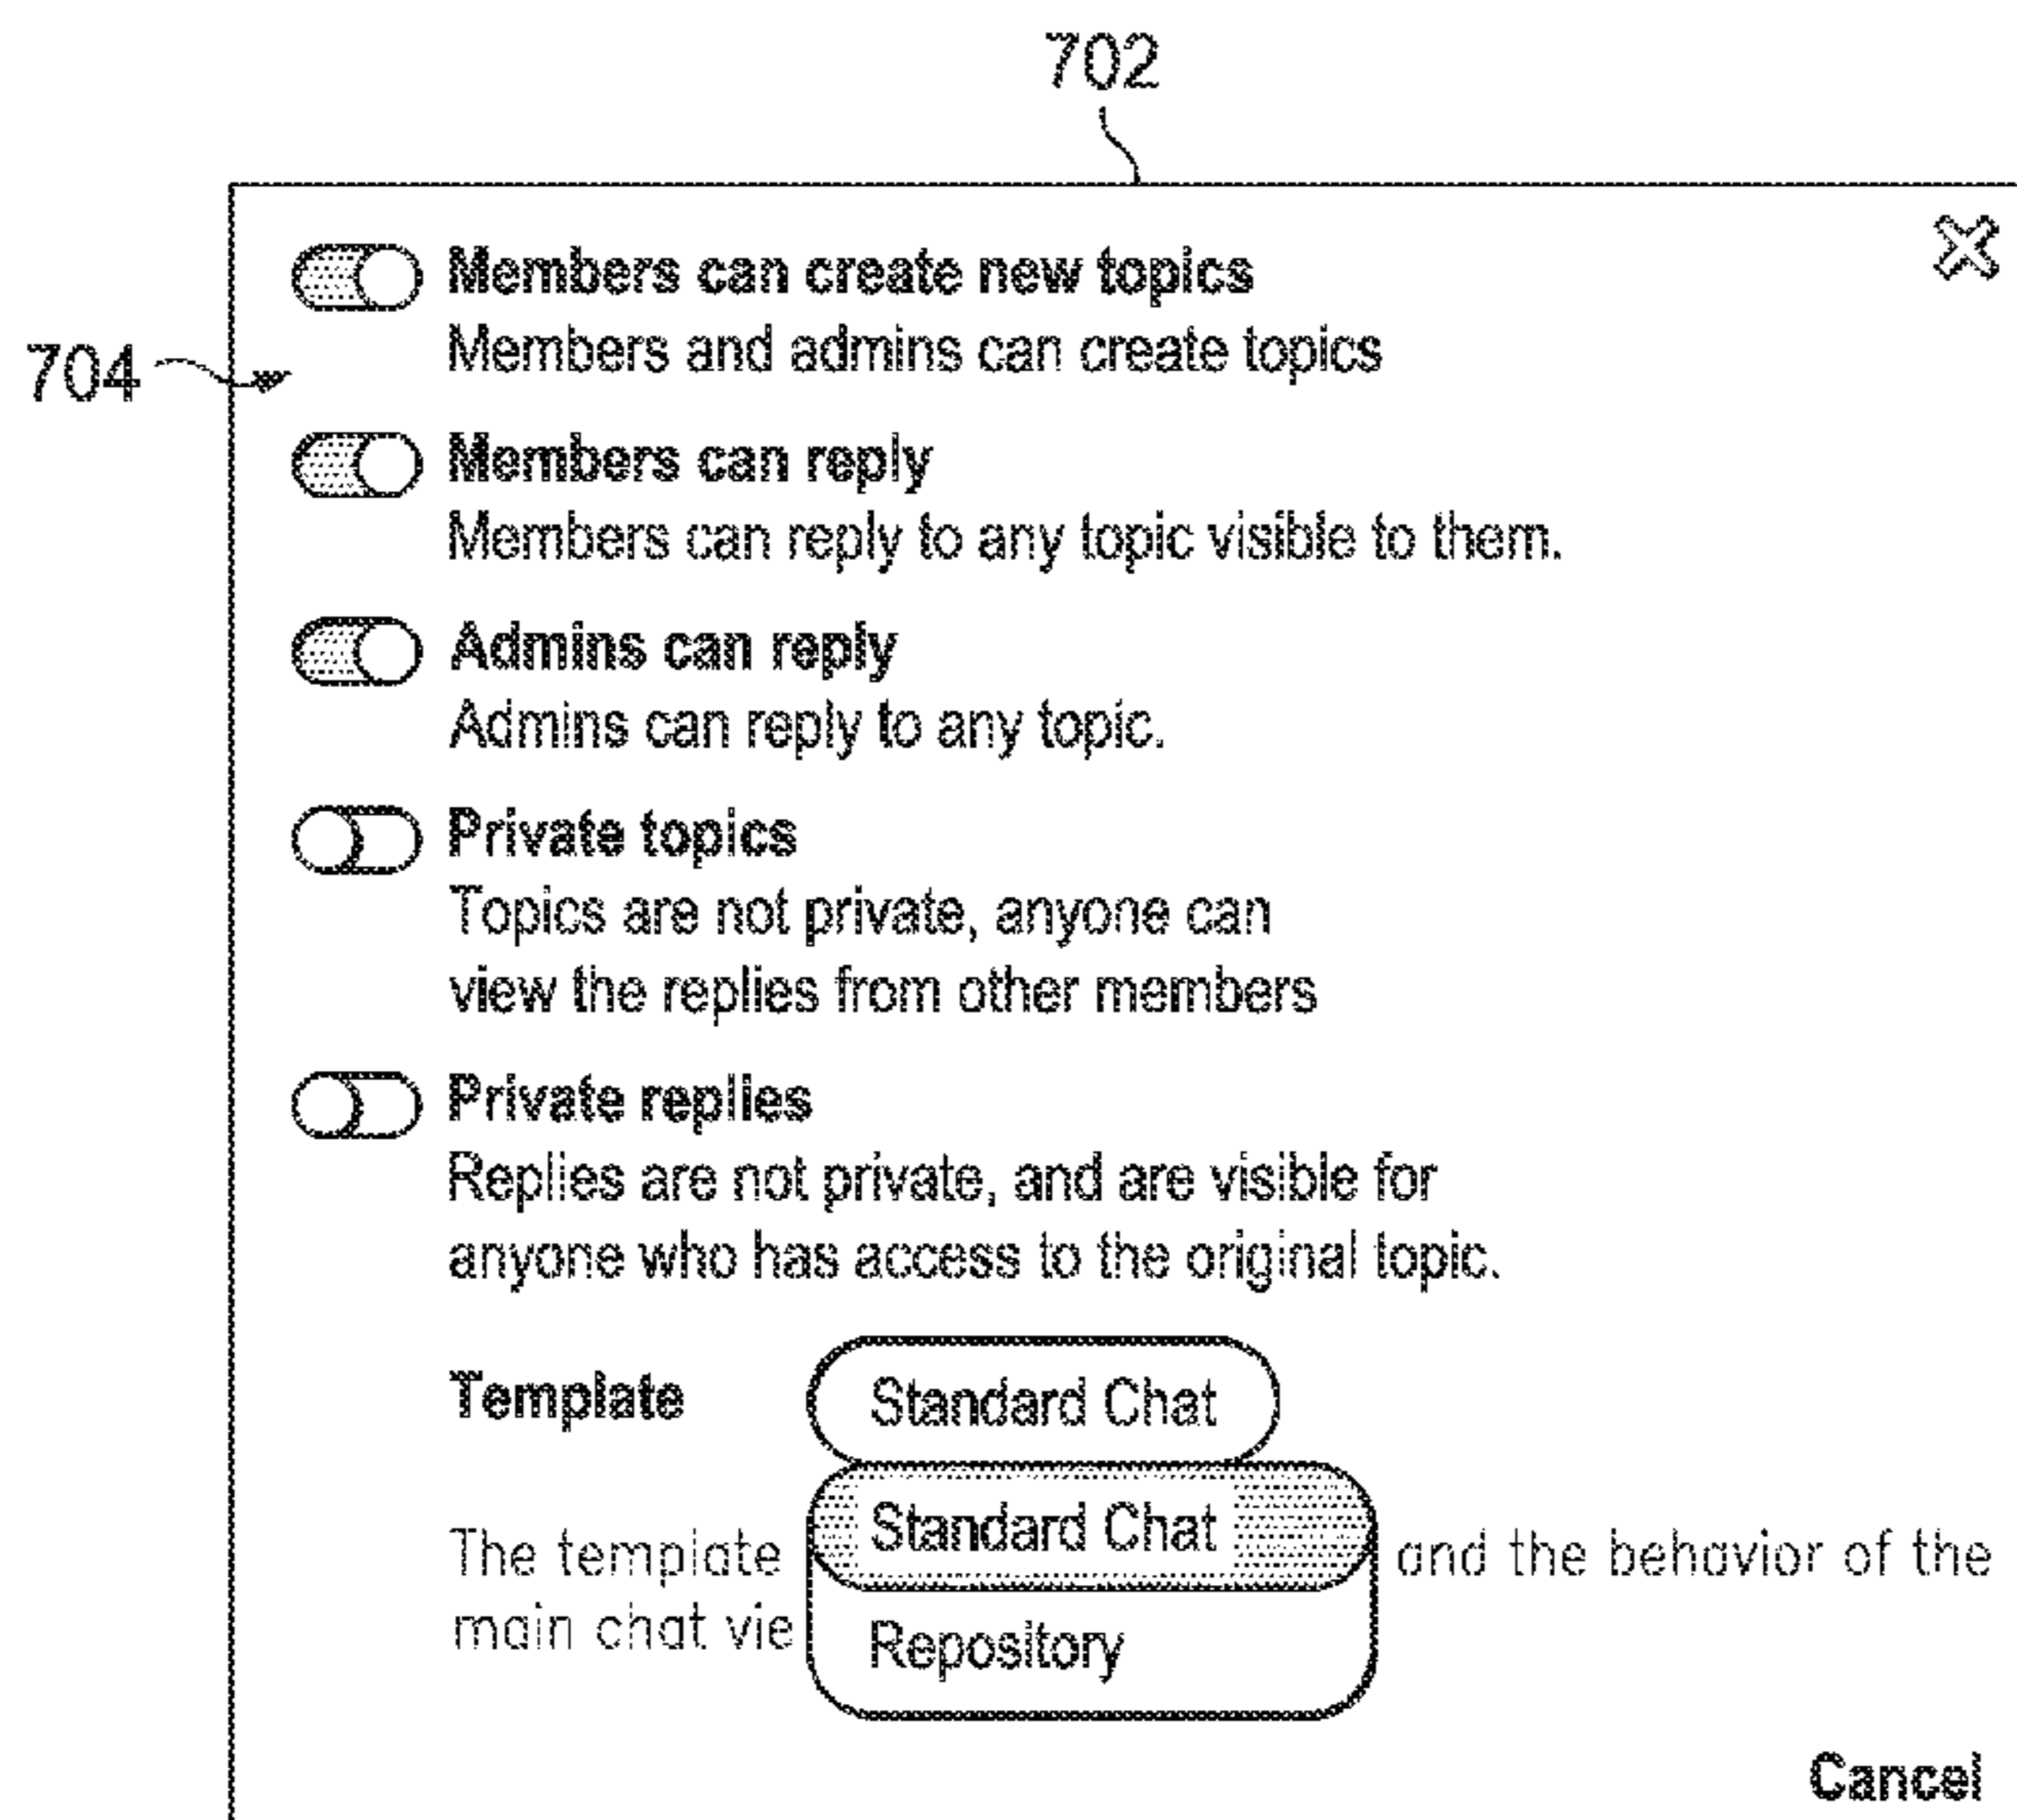 702
Members can create new topics
Members and admins can create topics
704
Members can reply
Members can reply to any topic visible to them.
Admins can reply
Admins can reply to any topic.
Private topics
Topics are not private, anyone can
view the replies from other members
Private replies
Replies are not private, and are visible for
anyone who has access to the original topic.
Template Standard Chat
The template Standard Chat and the behavior of the
main chat vie Repository
Cancel